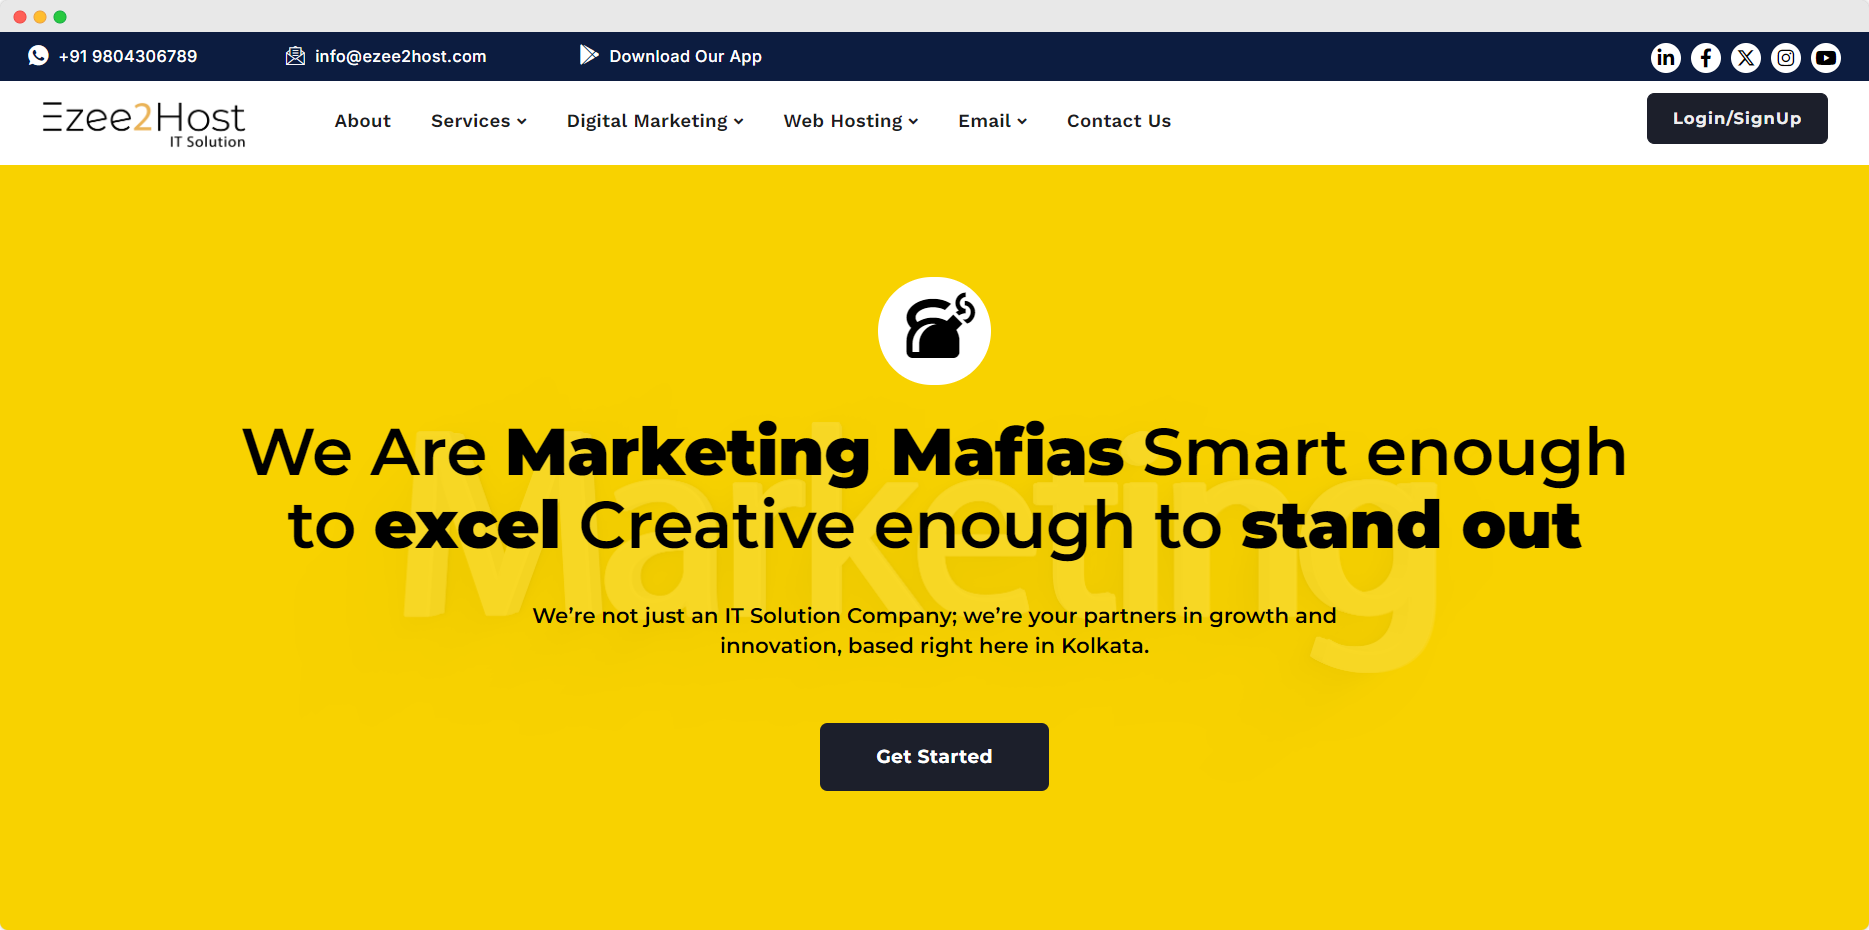 +91 9804306789
info@ezee2host.com
Download Our App
Ezee2Host
IT Solution
About
Services
Digital Marketing
Web Hosting
Email
Contact Us
Login/SignUp
Marketing
We Are Marketing Mafias Smart enough
to excel Creative enough to stand out
We’re not just an IT Solution Company; we’re your partners in growth and
innovation, based right here in Kolkata.
Get Started